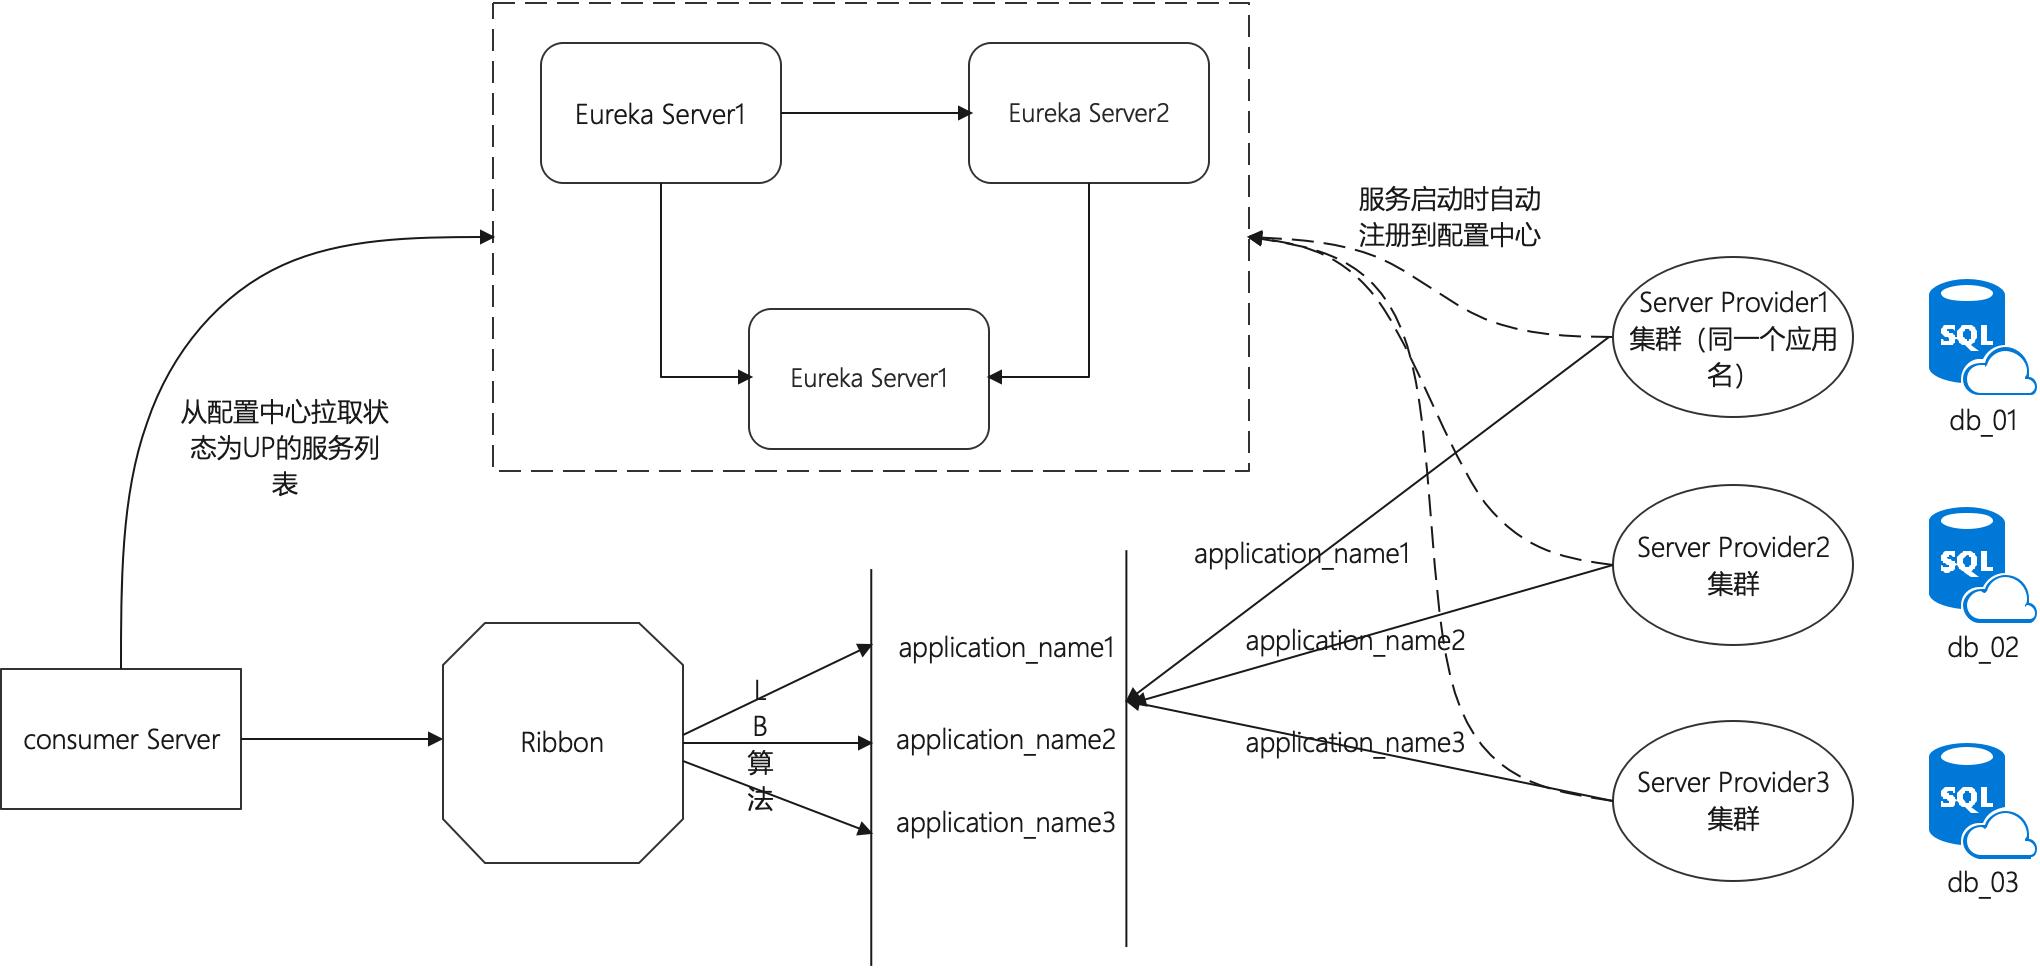 Eureka Server1
Eureka Server2
服务启动时自动
注册到配置中心
Server Provider1
集群（同一个应用
名）
SQL
db_01
Eureka Server1
从配置中心拉取状
态为UP的服务列
表
application_name1
Server Provider2
集群
SQL
db_02
application_name1
application_name2
L
B
算
法
consumer Server
Ribbon
application_name2
application_name3
application_name3
Server Provider3
集群
SQL
db_03